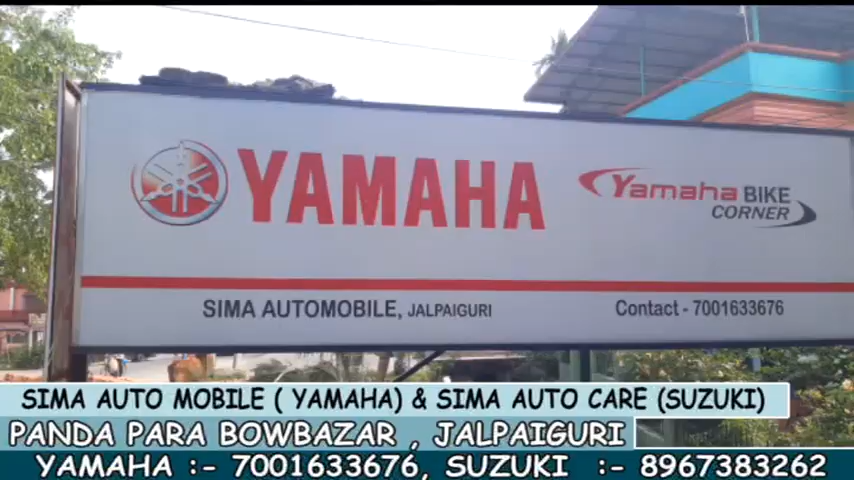 YAMAHA
Yamaha BIKE
CORNER
SIMA AUTOMOBILE, JALPAIGURI
Contact - 7001633676
SIMA AUTO MOBILE ( YAMAHA) & SIMA AUTO CARE (SUZUKI)
PANDA PARA BOWBAZAR , JALPAIGURI
YAMAHA :- 7001633676, SUZUKI :- 8967383262